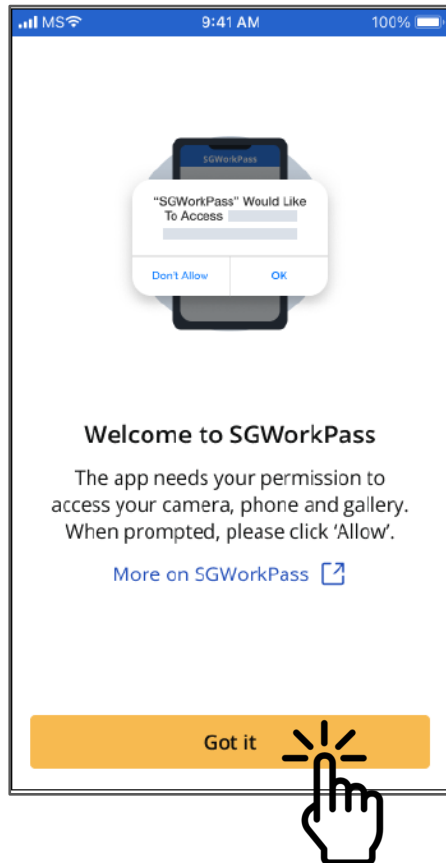 MS 9:41 AM 100%
SGWorkPass
“SGWorkPass” Would Like
To Access
Don't Allow OK
Welcome to SGWorkPass
The app needs your permission to
access your camera, phone and gallery.
When prompted, please click ‘Allow’.
More on SGWorkPass
Got it